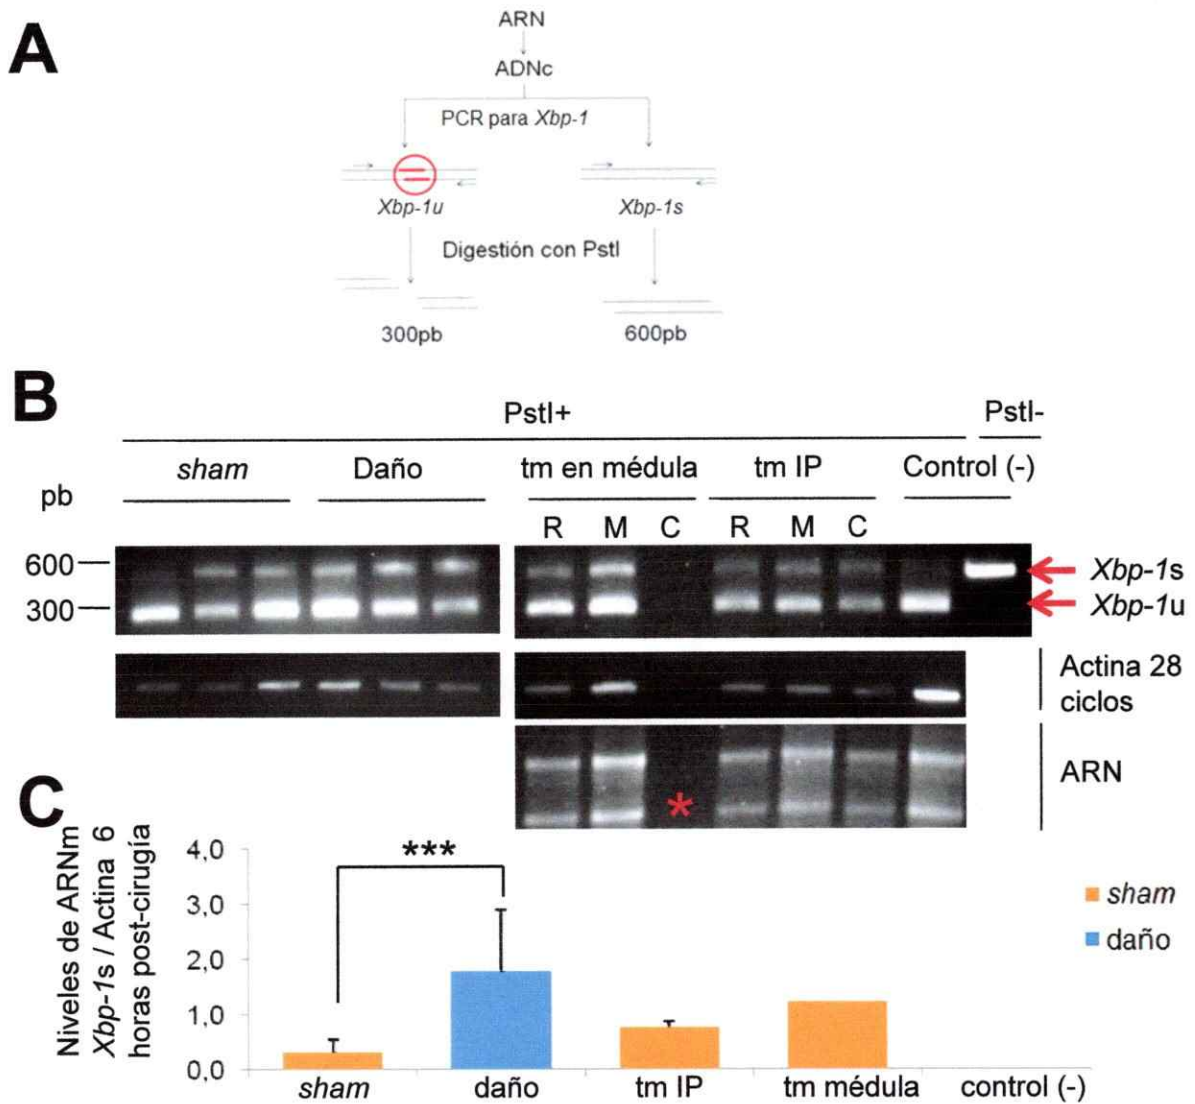 A
ARN
ADNc
PCR para Xbp-1
Xbp-1u
Xbp-1s
Digestión con PstI
300pb
600pb
B
PstI+
PstI-
sham
Daño
tm en médula
tm IP
Control (-)
pb
R M C R M C
600
300
Xbp-1s
Xbp-1u
Actina 28
ciclos
ARN
*
C
Niveles de ARNm
Xbp-1s / Actina 6
horas post-cirugía
4,0
3,0
2,0
1,0
0,0
***
sham
daño
sham
daño
tm IP
tm médula
control (-)